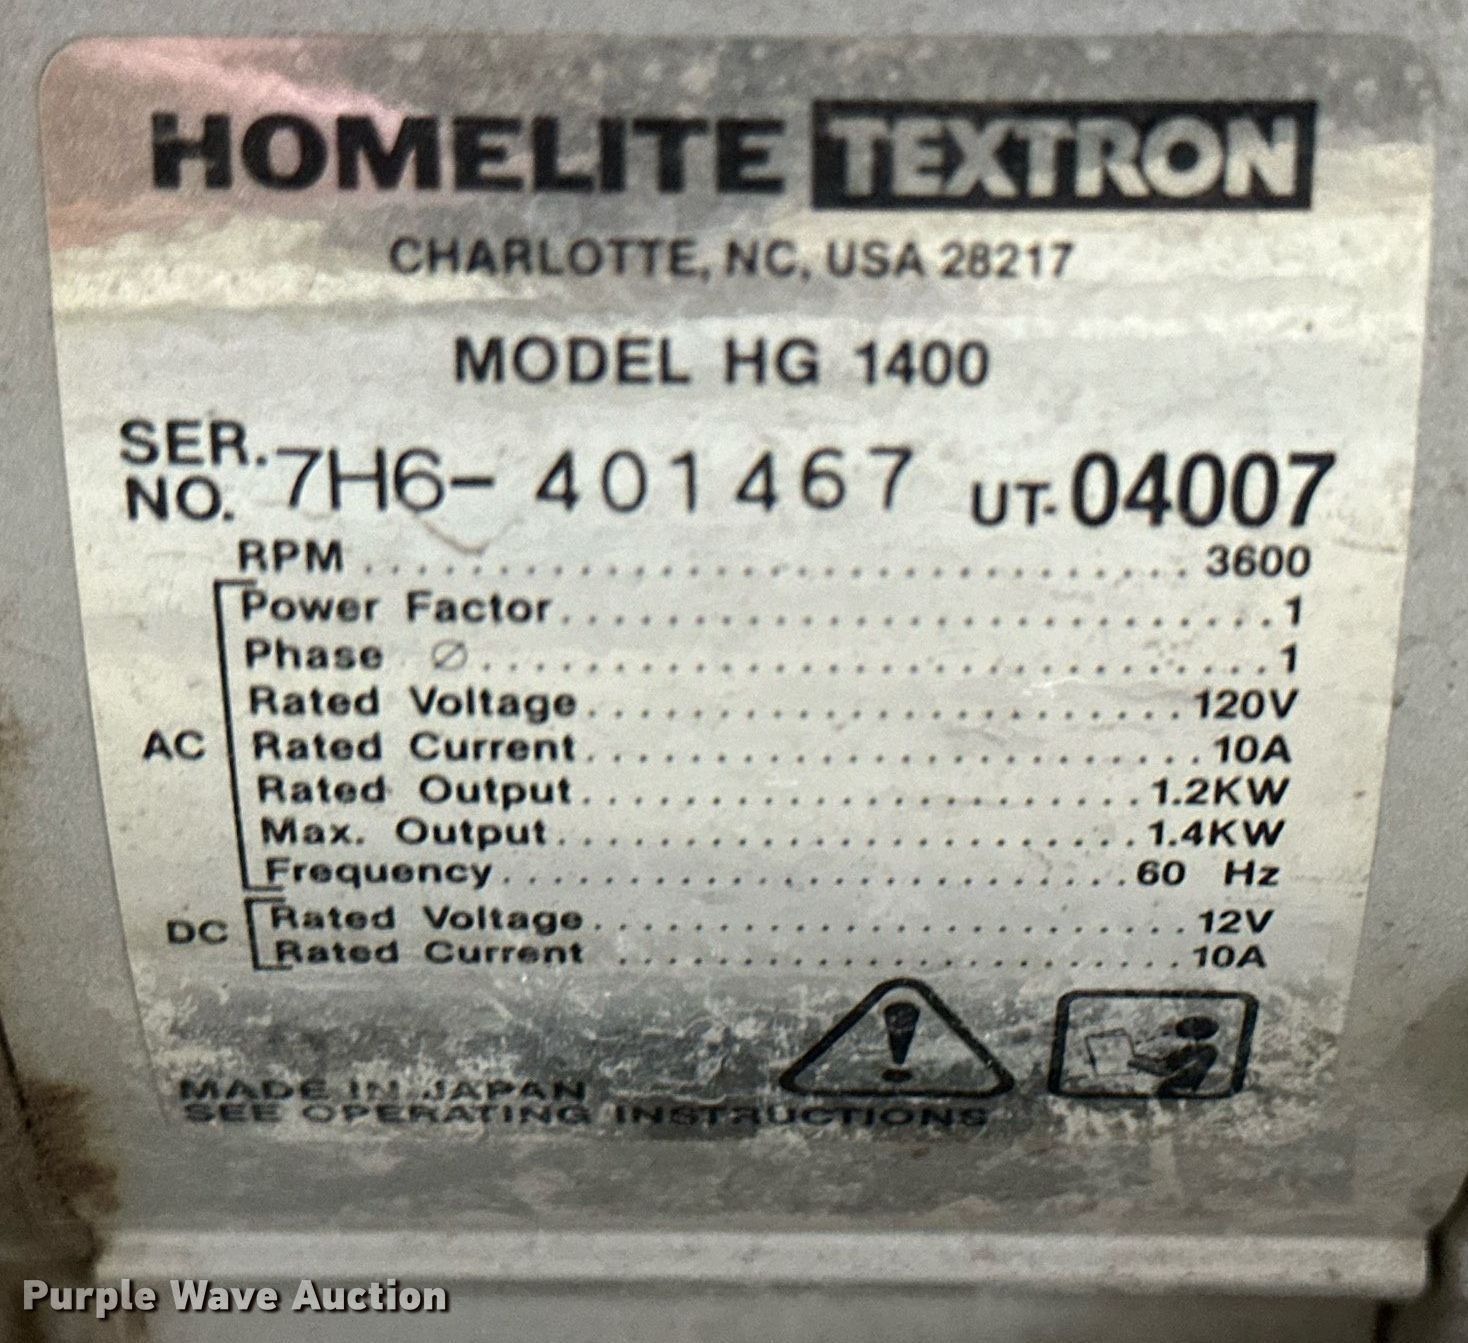 HOMELITE TEXTRON
CHARLOTTE, NC, USA 28217
MODEL HG 1400
SER. NO. 7H6-401467 UT-04007
RPM 3600
AC
Power Factor 1
Phase Ø 1
Rated Voltage 120V
Rated Current 10A
Rated Output 1.2KW
Max. Output 1.4KW
Frequency 60 Hz
DC
Rated Voltage 12V
Rated Current 10A
MADE IN JAPAN
SEE OPERATING INSTRUCTIONS
Purple Wave Auction